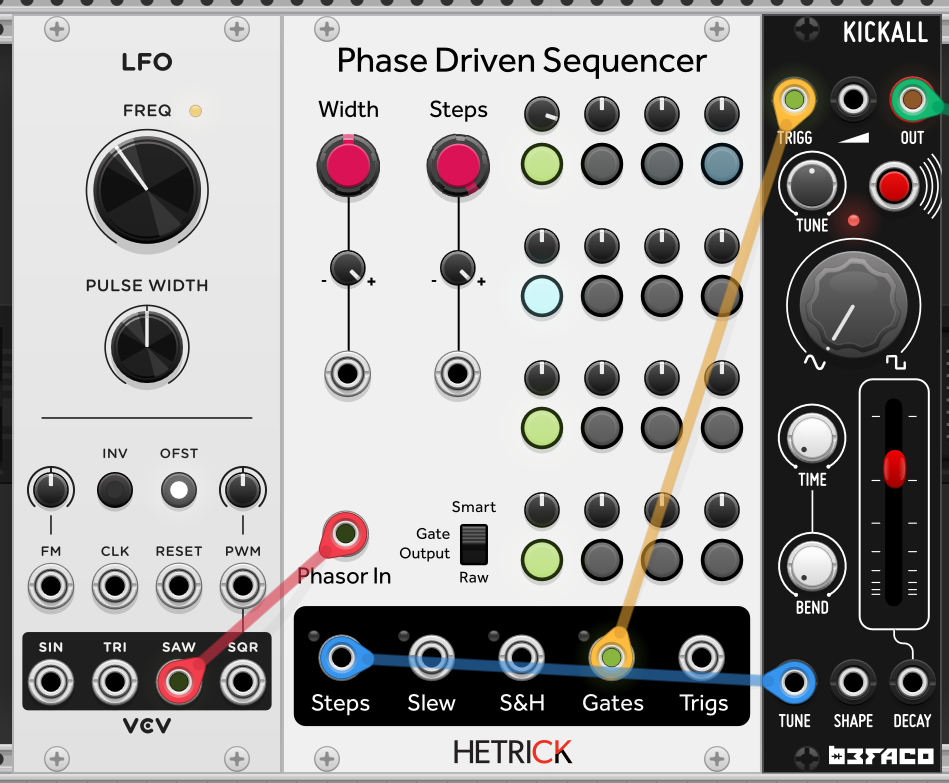 LFO
FREQ
PULSE WIDTH
INV OFST
FM CLK RESET PWM
SIN TRI SAW SQR
VCV
Phase Driven Sequencer
Width Steps
Smart
Gate
Output
Raw
Phasor In
- +
- +
Steps Slew S&H Gates Trigs
HETRICK
KICKALL
TRIGG OUT
TUNE
TIME
BEND
TUNE SHAPE DECAY
BEFACO